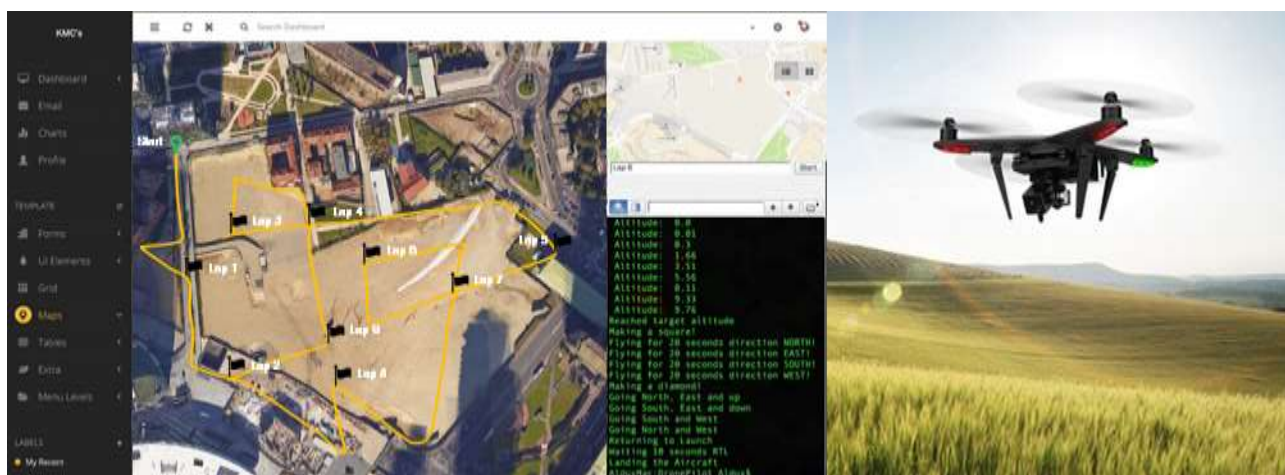 KMC's
Search Dashboard
Dashboard
Email
Charts
Profile
TEMPLATE
Forms
UI Elements
Grid
Maps
Tables
Extra
Menu Levels
LABELS
My Recent
Start
Lap 3
Lap 4
Lap 5
Lap 1
Lap 7
Lap 2
Start
Altitude: 0.0
Altitude: 0.01
Altitude: 0.3
Altitude: 1.66
Altitude: 3.51
Altitude: 5.56
Altitude: 8.11
Altitude: 9.33
Altitude: 9.76
Reached target altitude
Making a square!
Flying for 20 seconds direction NORTH!
Flying for 20 seconds direction EAST!
Flying for 20 seconds direction SOUTH!
Flying for 20 seconds direction WEST!
Making a diamond!
Going North, East and up
Going South, East and down
Going South and West
Going North and West
Returning to Launch
Waiting 10 seconds RTL
Landing the Aircraft